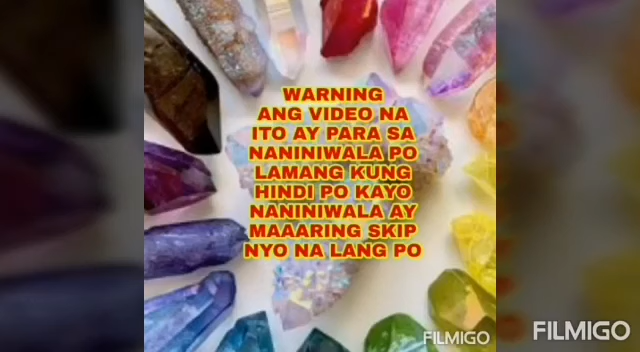 WARNING
ANG VIDEO NA
ITO AY PARA SA
NANINIWALA PO
LAMANG KUNG
HINDI PO KAYO
NANINIWALA AY
MAAARING SKIP
NYO NA LANG PO
FILMIGO
FILMIGO